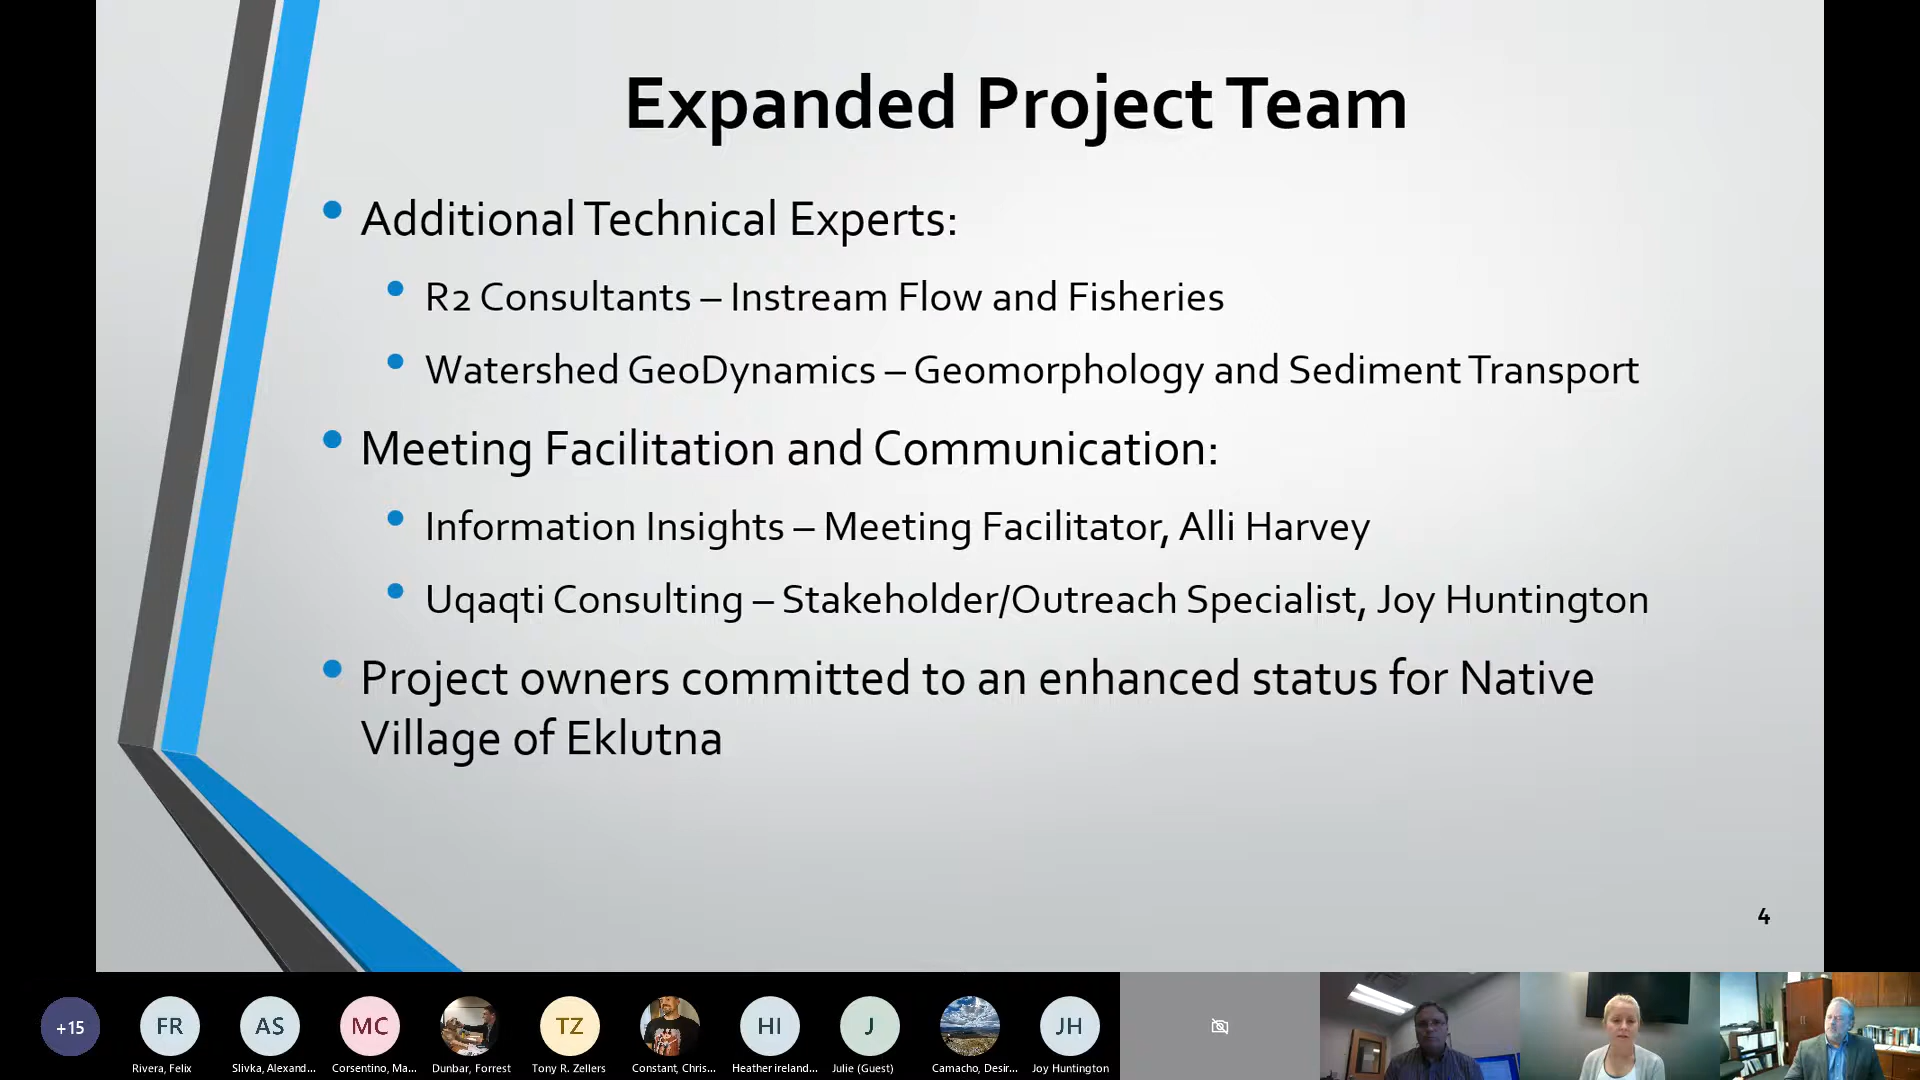 Expanded Project Team
Additional Technical Experts:
R2 Consultants – Instream Flow and Fisheries
Watershed GeoDynamics – Geomorphology and Sediment Transport
Meeting Facilitation and Communication:
Information Insights – Meeting Facilitator, Alli Harvey
Uqaqti Consulting – Stakeholder/Outreach Specialist, Joy Huntington
Project owners committed to an enhanced status for Native
Village of Eklutna
4
+15 FR AS MC TZ HI J JH
Rivera, Felix Slivka, Alexand... Corsentino, Ma... Dunbar, Forrest Tony R. Zellers Constant, Chris... Heather ireland... Julie (Guest) Camacho, Desir... Joy Huntington